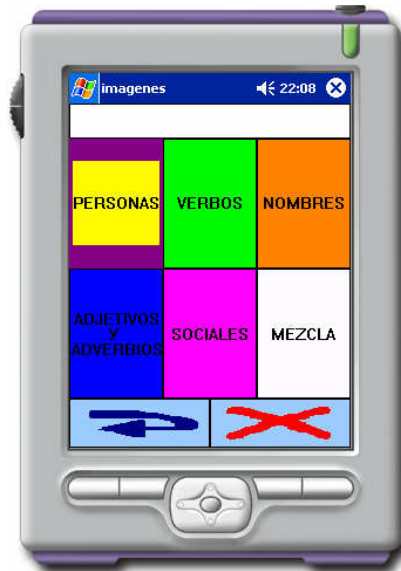 imagenes 22:08
PERSONAS VERBOS NOMBRES
ADJETIVOS
Y
ADVERBIOS
SOCIALES MEZCLA